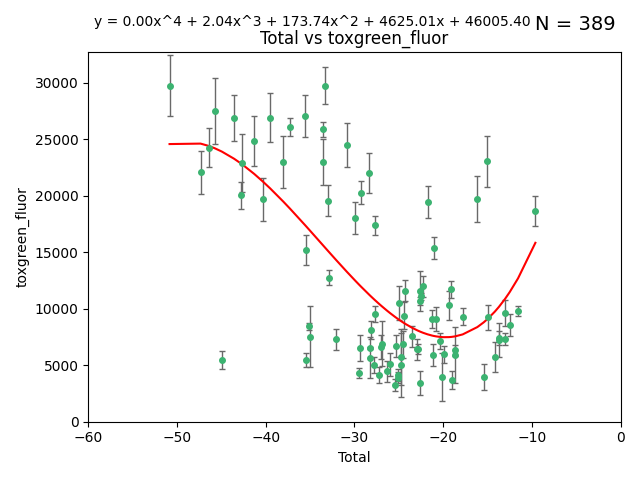 y = 0.00x^4 + 2.04x^3 + 173.74x^2 + 4625.01x + 46005.40 N = 389
Total vs toxgreen_fluor
30000
25000
20000
15000
10000
5000
0
toxgreen_fluor
−60 −50 −40 −30 −20 −10 0
Total